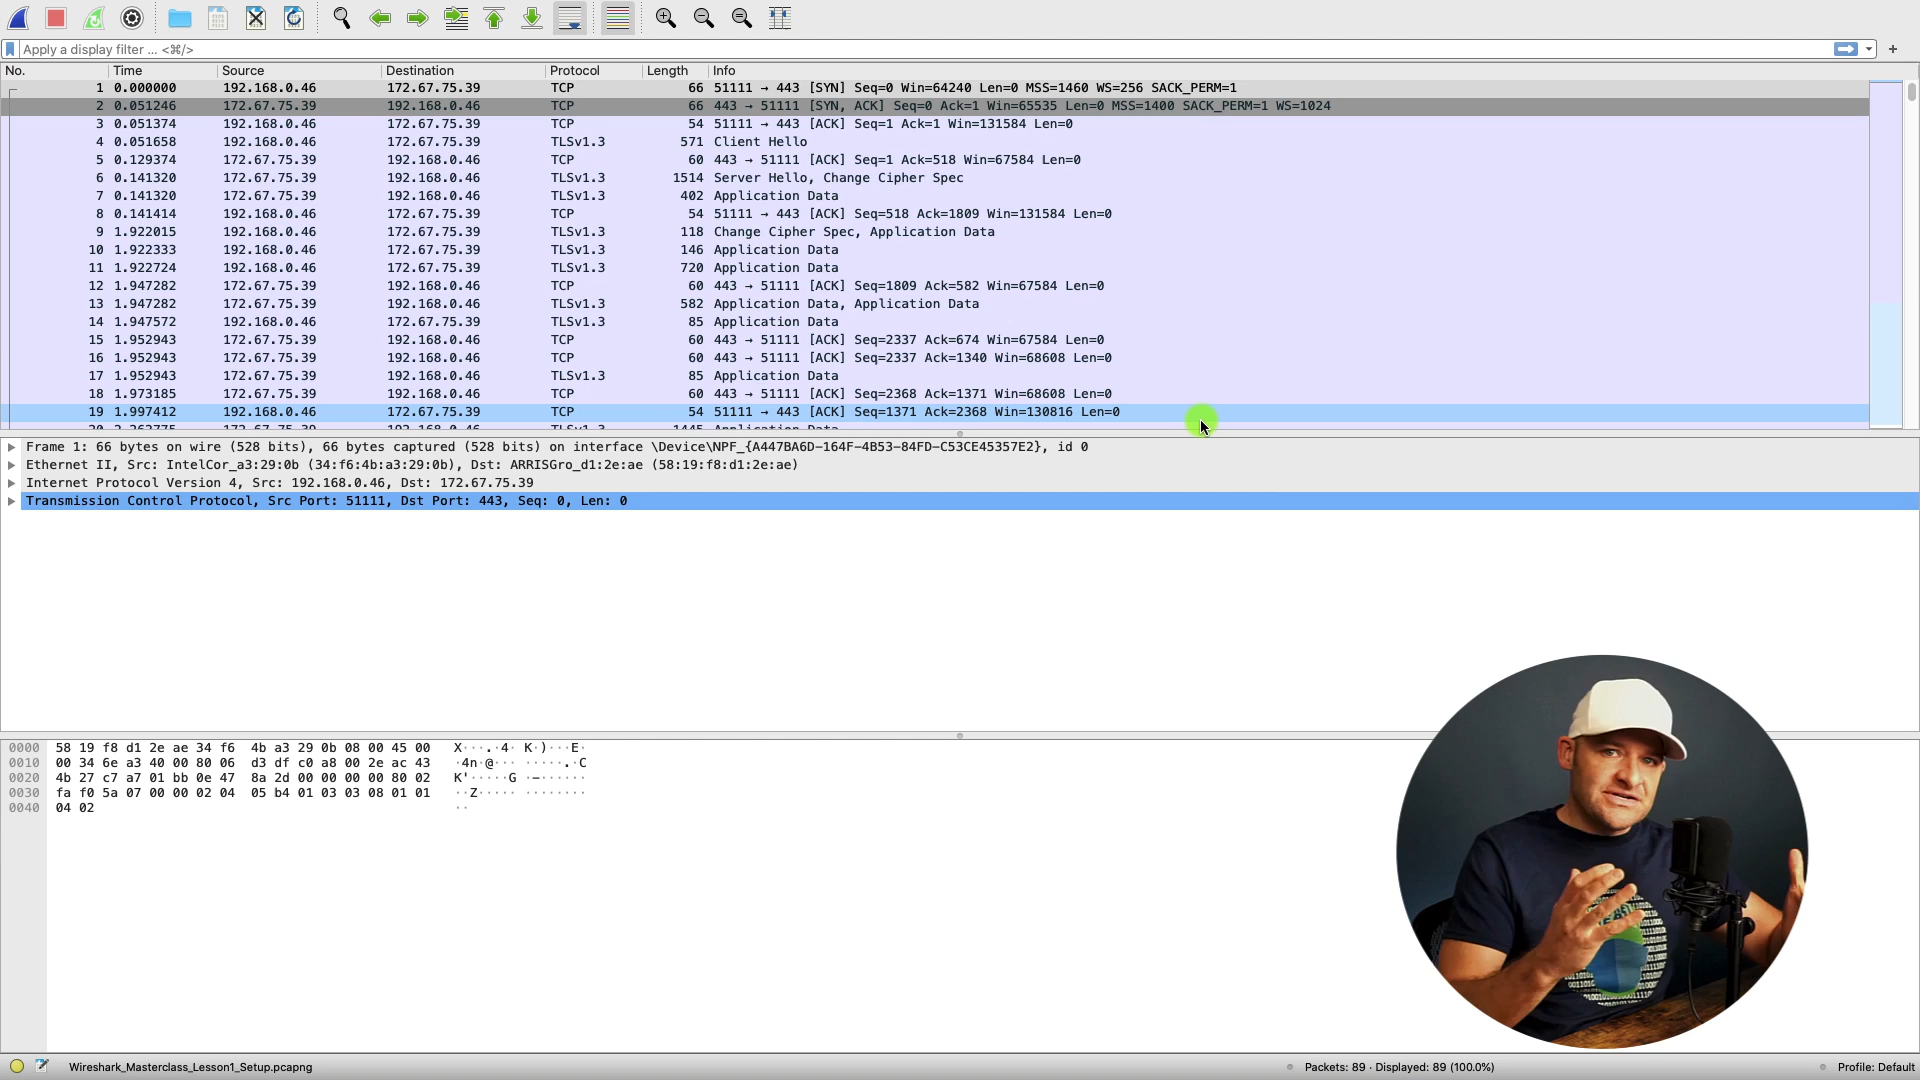 Apply a display filter ... <⌘/>
No. Time Source Destination Protocol Length Info
1 0.000000 192.168.0.46 172.67.75.39 TCP 66 51111 → 443 [SYN] Seq=0 Win=64240 Len=0 MSS=1460 WS=256 SACK_PERM=1
2 0.051246 172.67.75.39 192.168.0.46 TCP 66 443 → 51111 [SYN, ACK] Seq=0 Ack=1 Win=65535 Len=0 MSS=1400 SACK_PERM=1 WS=1024
3 0.051374 192.168.0.46 172.67.75.39 TCP 54 51111 → 443 [ACK] Seq=1 Ack=1 Win=131584 Len=0
4 0.051658 192.168.0.46 172.67.75.39 TLSv1.3 571 Client Hello
5 0.129374 172.67.75.39 192.168.0.46 TCP 60 443 → 51111 [ACK] Seq=1 Ack=518 Win=67584 Len=0
6 0.141320 172.67.75.39 192.168.0.46 TLSv1.3 1514 Server Hello, Change Cipher Spec
7 0.141320 172.67.75.39 192.168.0.46 TLSv1.3 402 Application Data
8 0.141414 192.168.0.46 172.67.75.39 TCP 54 51111 → 443 [ACK] Seq=518 Ack=1809 Win=131584 Len=0
9 1.922015 192.168.0.46 172.67.75.39 TLSv1.3 118 Change Cipher Spec, Application Data
10 1.922333 192.168.0.46 172.67.75.39 TLSv1.3 146 Application Data
11 1.922724 192.168.0.46 172.67.75.39 TLSv1.3 720 Application Data
12 1.947282 172.67.75.39 192.168.0.46 TCP 60 443 → 51111 [ACK] Seq=1809 Ack=582 Win=67584 Len=0
13 1.947282 172.67.75.39 192.168.0.46 TLSv1.3 582 Application Data, Application Data
14 1.947572 192.168.0.46 172.67.75.39 TLSv1.3 85 Application Data
15 1.952943 172.67.75.39 192.168.0.46 TCP 60 443 → 51111 [ACK] Seq=2337 Ack=674 Win=67584 Len=0
16 1.952943 172.67.75.39 192.168.0.46 TCP 60 443 → 51111 [ACK] Seq=2337 Ack=1340 Win=68608 Len=0
17 1.952943 172.67.75.39 192.168.0.46 TLSv1.3 85 Application Data
18 1.973185 172.67.75.39 192.168.0.46 TCP 60 443 → 51111 [ACK] Seq=2368 Ack=1371 Win=68608 Len=0
19 1.997412 192.168.0.46 172.67.75.39 TCP 54 51111 → 443 [ACK] Seq=1371 Ack=2368 Win=130816 Len=0
Frame 1: 66 bytes on wire (528 bits), 66 bytes captured (528 bits) on interface \Device\NPF_{A447BA6D-164F-4B53-84FD-C53CE45357E2}, id 0
Ethernet II, Src: IntelCor_a3:29:0b (34:f6:4b:a3:29:0b), Dst: ARRISGro_d1:2e:ae (58:19:f8:d1:2e:ae)
Internet Protocol Version 4, Src: 192.168.0.46, Dst: 172.67.75.39
Transmission Control Protocol, Src Port: 51111, Dst Port: 443, Seq: 0, Len: 0
0000 58 19 f8 d1 2e ae 34 f6 4b a3 29 0b 08 00 45 00 X···.·4· K·)···E·
0010 00 34 6e a3 40 00 80 06 d3 df c0 a8 00 2e ac 43 ·4n·@··· ·····.·C
0020 4b 27 c7 a7 01 bb 0e 47 8a 2d 00 00 00 00 80 02 K'·····G ·-······
0030 fa f0 5a 07 00 00 02 04 05 b4 01 03 03 08 01 01 ··Z····· ········
0040 04 02 ··
Wireshark_Masterclass_Lesson1_Setup.pcapng
Packets: 89 · Displayed: 89 (100.0%)
Profile: Default